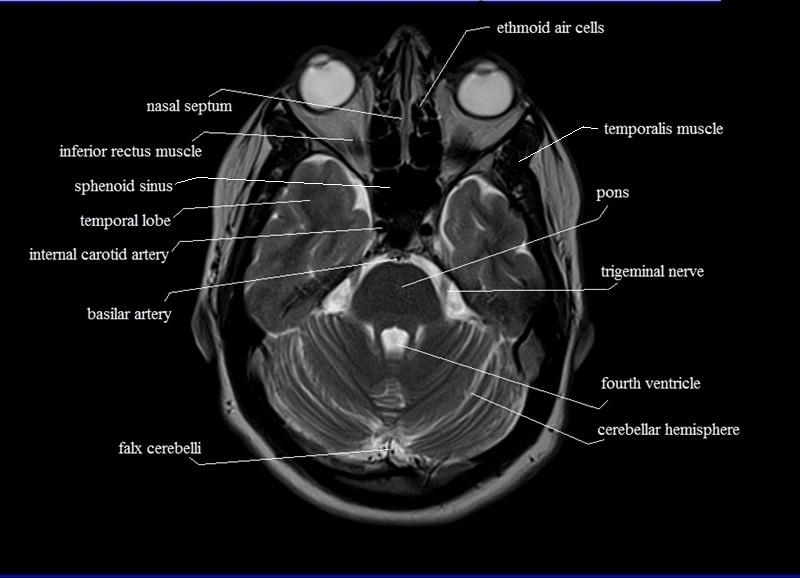 ethmoid air cells
nasal septum
temporalis muscle
inferior rectus muscle
sphenoid sinus
pons
temporal lobe
internal carotid artery
trigeminal nerve
basilar artery
fourth ventricle
cerebellar hemisphere
falx cerebelli